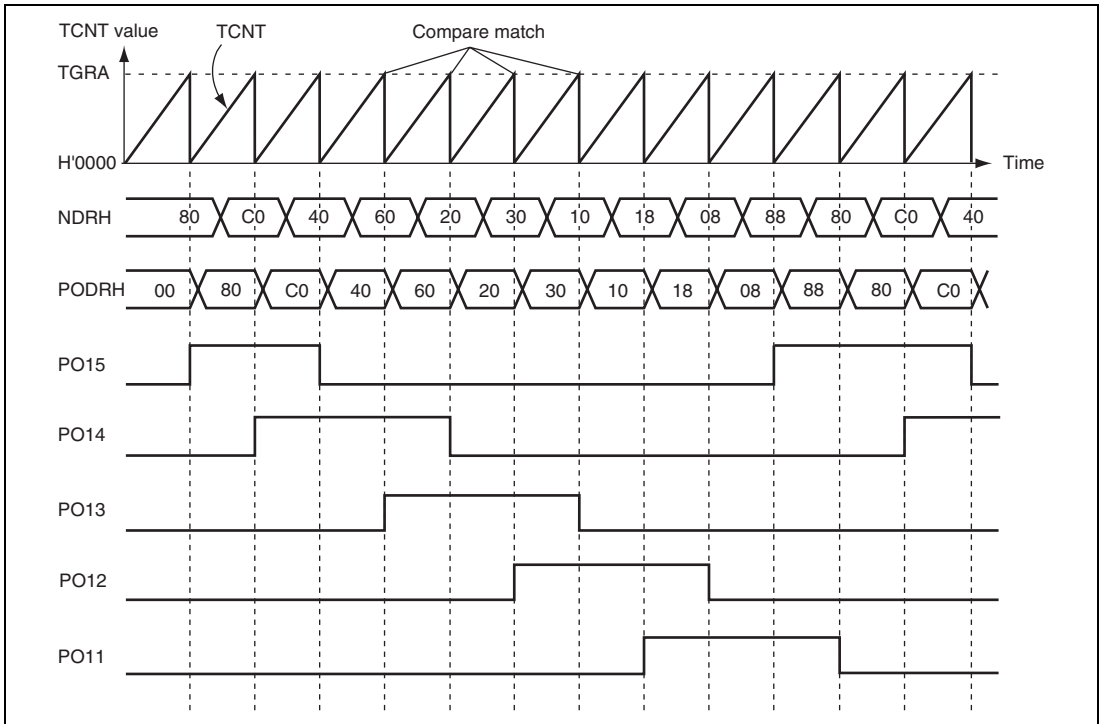 TCNT value TCNT Compare match
TGRA
H'0000 Time
NDRH 80 C0 40 60 20 30 10 18 08 88 80 C0 40
PODRH 00 80 C0 40 60 20 30 10 18 08 88 80 C0
PO15
PO14
PO13
PO12
PO11